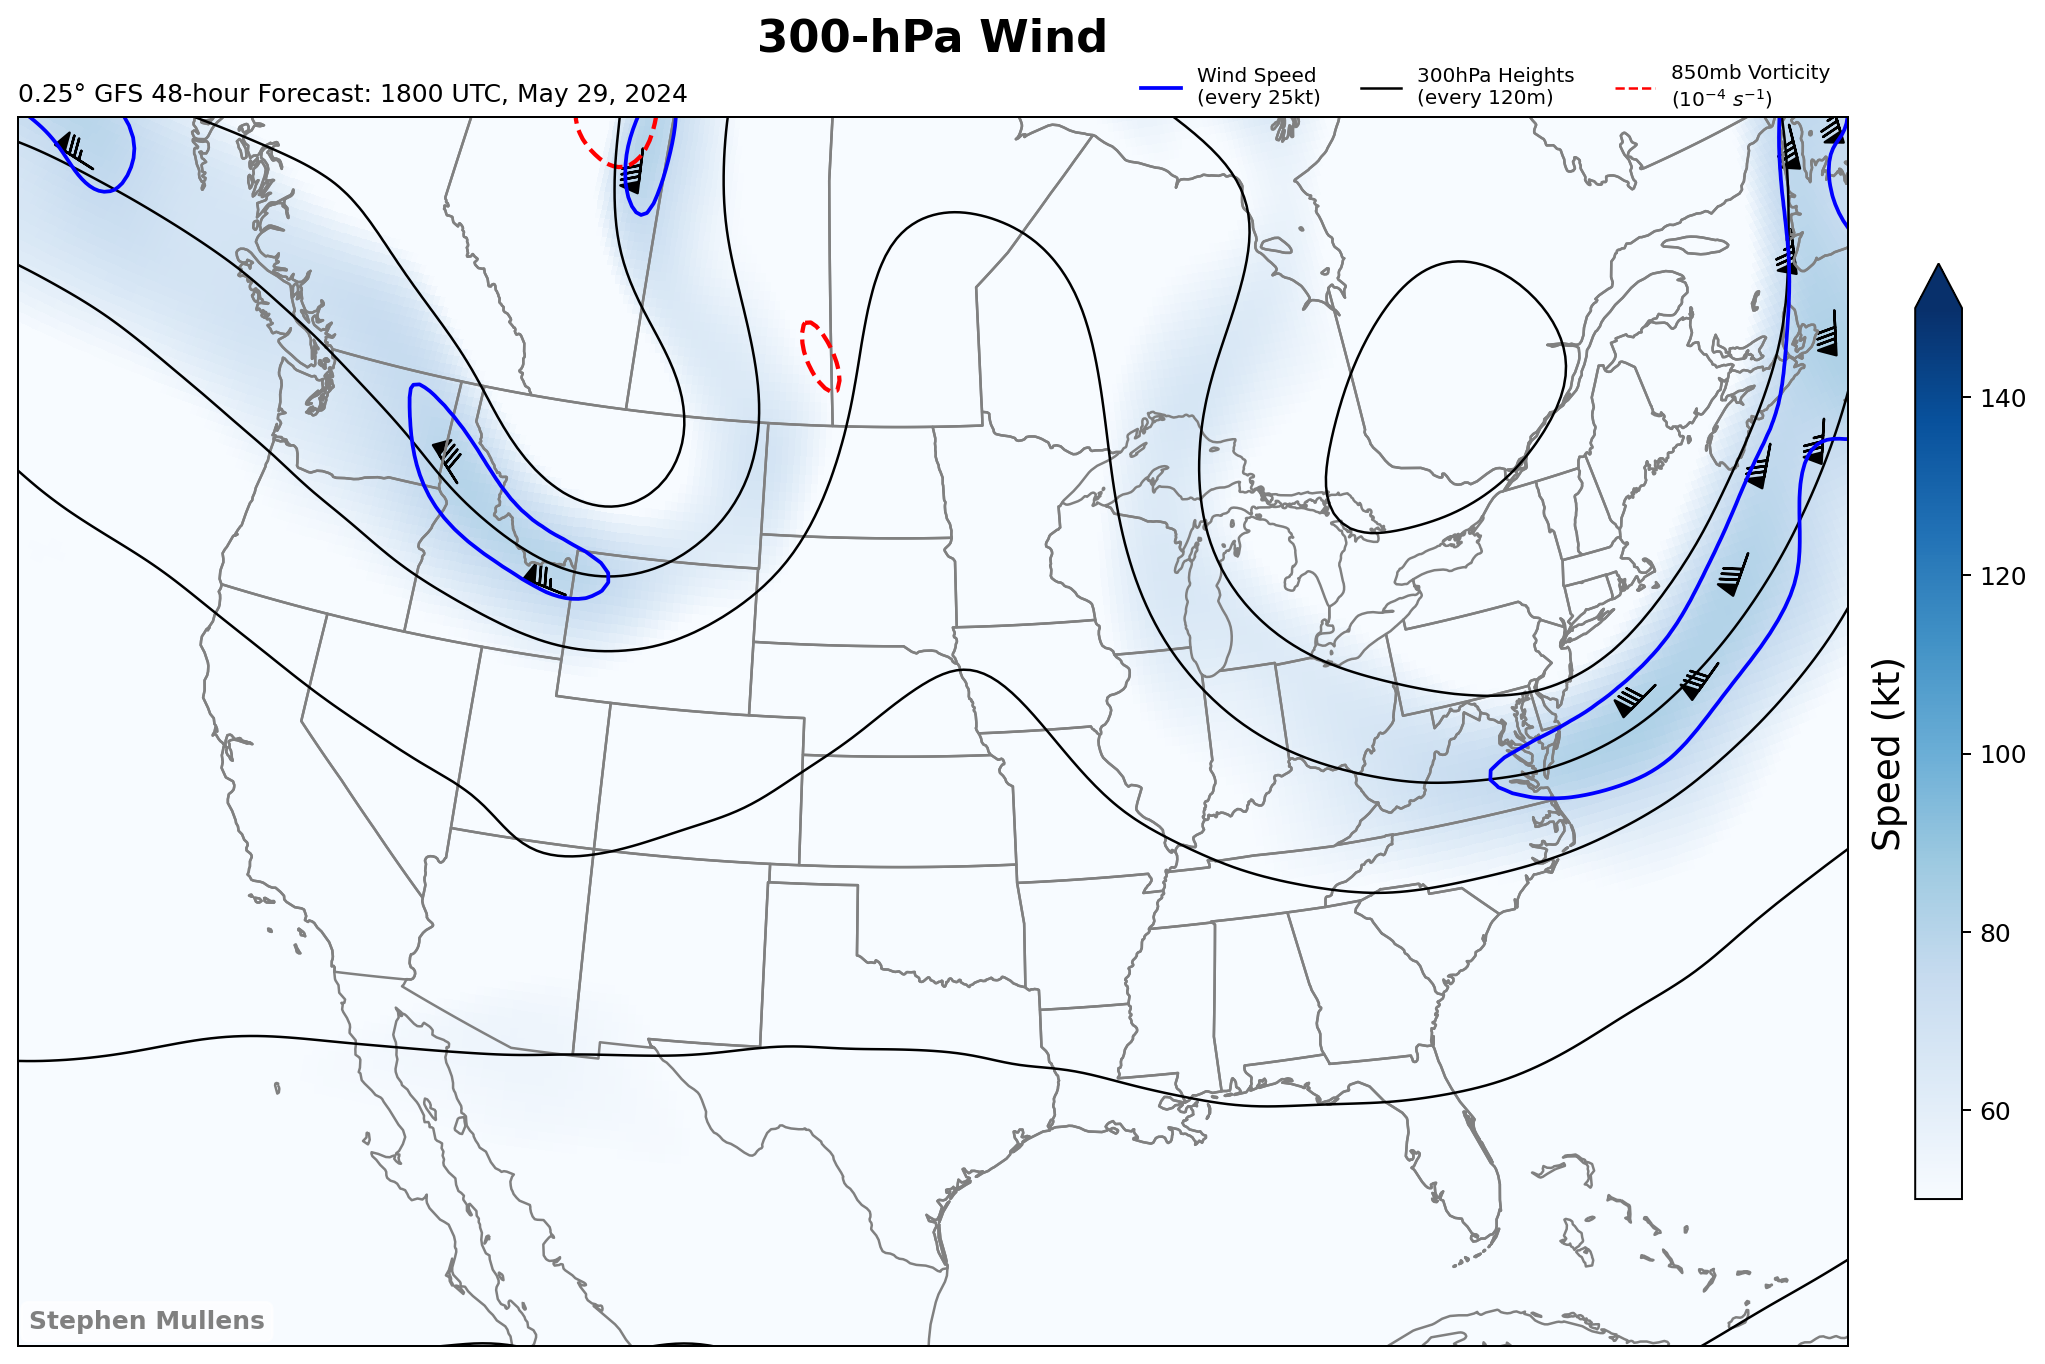 300-hPa Wind
0.25° GFS 48-hour Forecast: 1800 UTC, May 29, 2024
Wind Speed
(every 25kt)
300hPa Heights
(every 120m)
850mb Vorticity
(10⁻⁴ s⁻¹)
140
120
100
80
60
Speed (kt)
Stephen Mullens